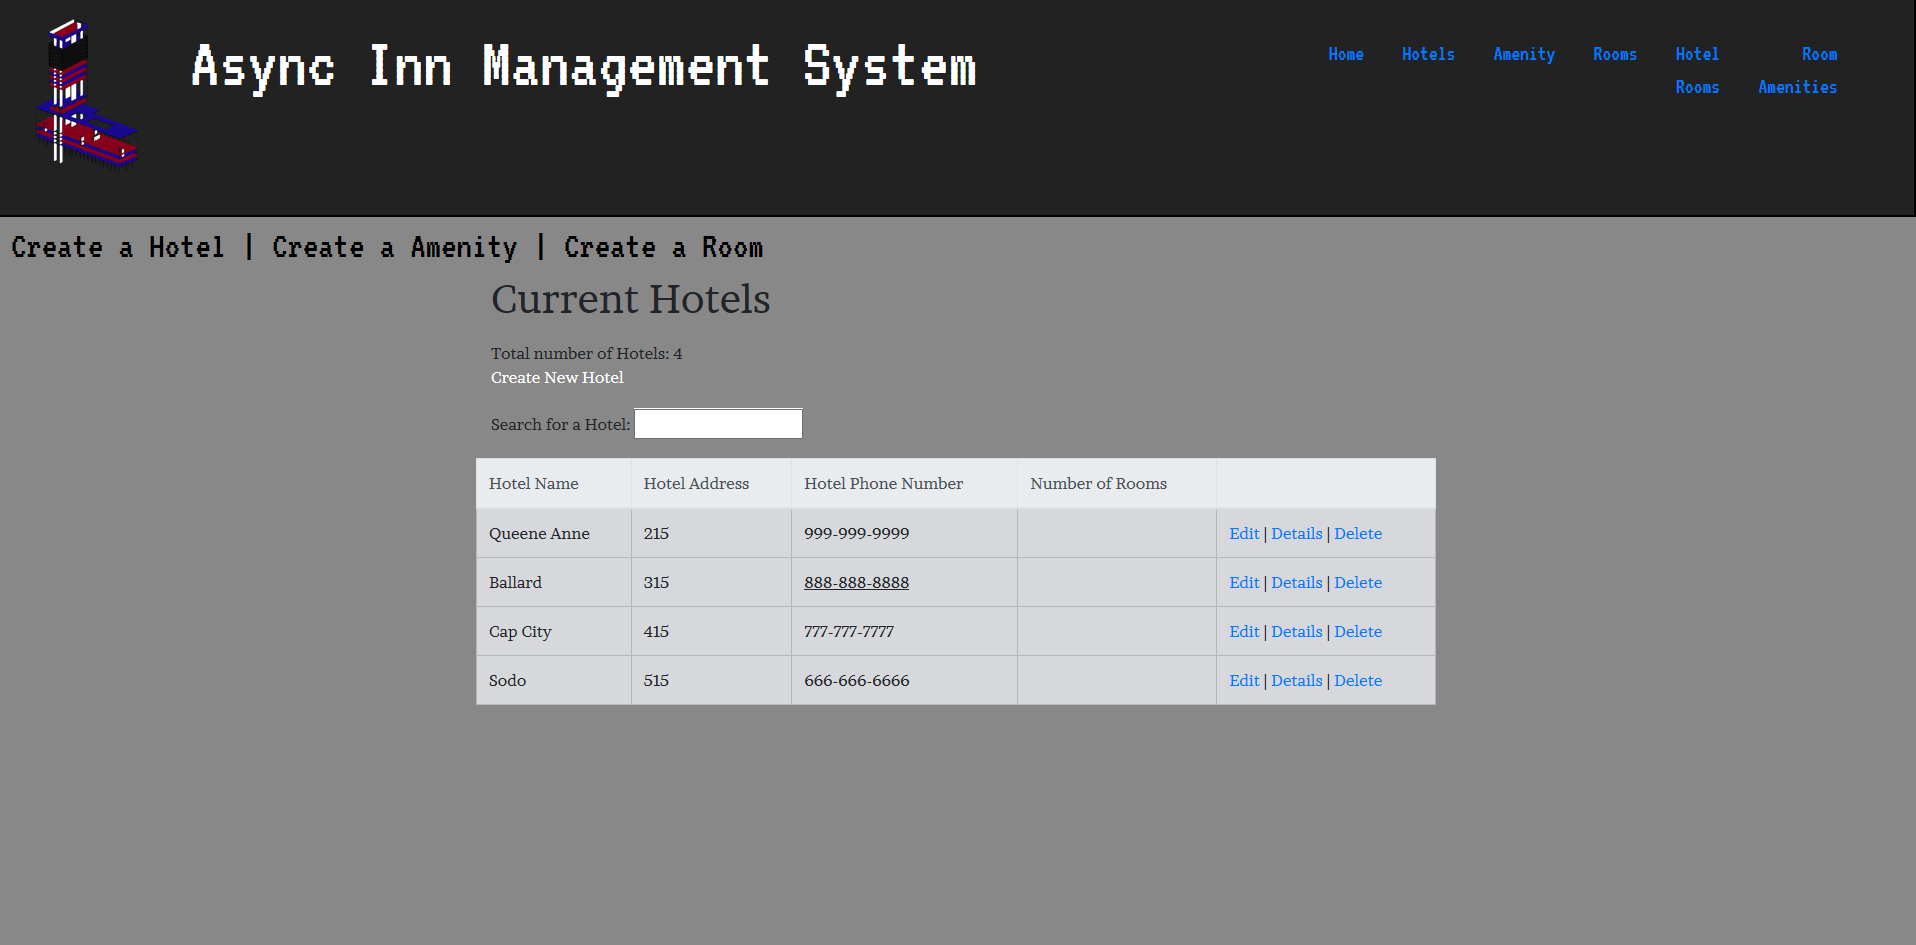 Async Inn Management System
Home Hotels Amenity Rooms Hotel Rooms Room Amenities
Create a Hotel | Create a Amenity | Create a Room
Current Hotels
Total number of Hotels: 4
Create New Hotel
Search for a Hotel:
Hotel Name Hotel Address Hotel Phone Number Number of Rooms
Queene Anne 215 999-999-9999 Edit | Details | Delete
Ballard 315 888-888-8888 Edit | Details | Delete
Cap City 415 777-777-7777 Edit | Details | Delete
Sodo 515 666-666-6666 Edit | Details | Delete